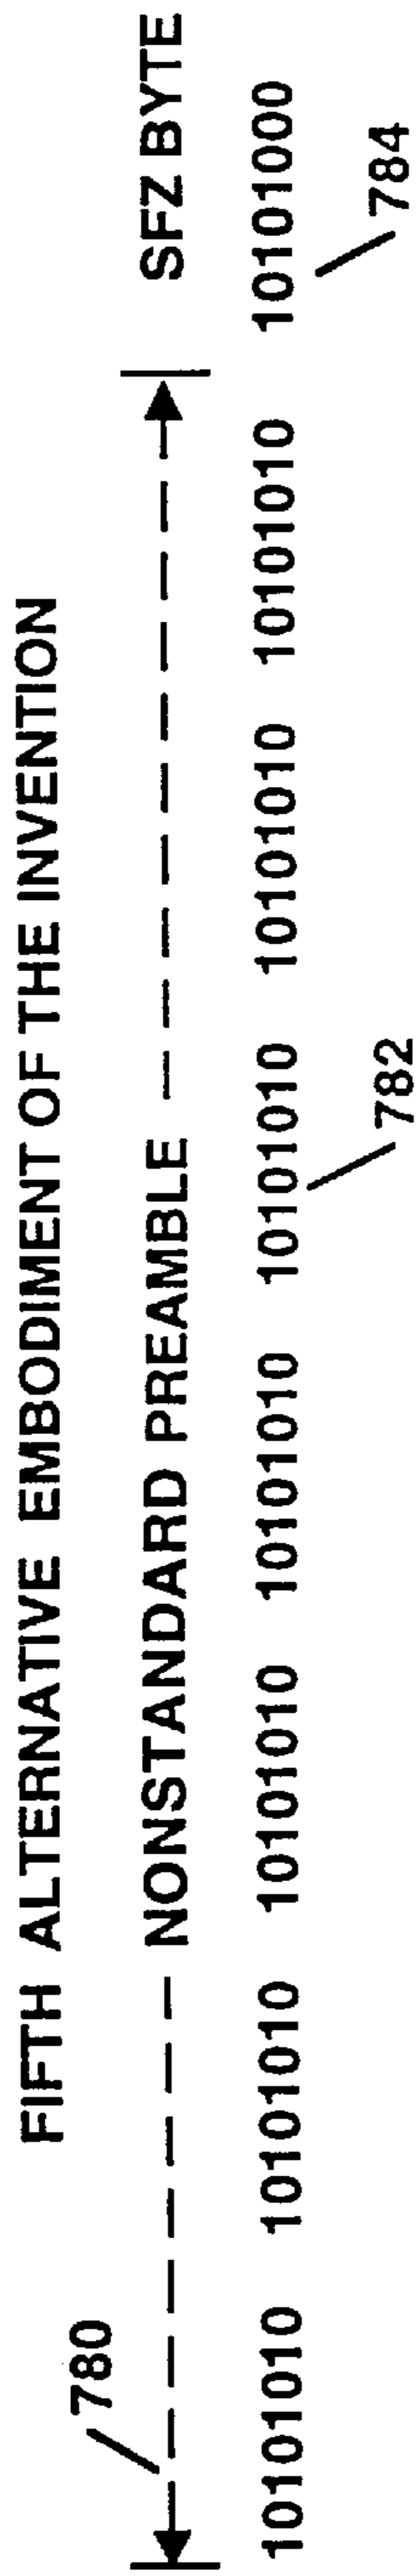 FIFTH ALTERNATIVE EMBODIMENT OF THE INVENTION
780
NONSTANDARD PREAMBLE SFZ BYTE
10101010 10101010 10101010 10101010 10101010 10101010 10101010 10101000
782 784